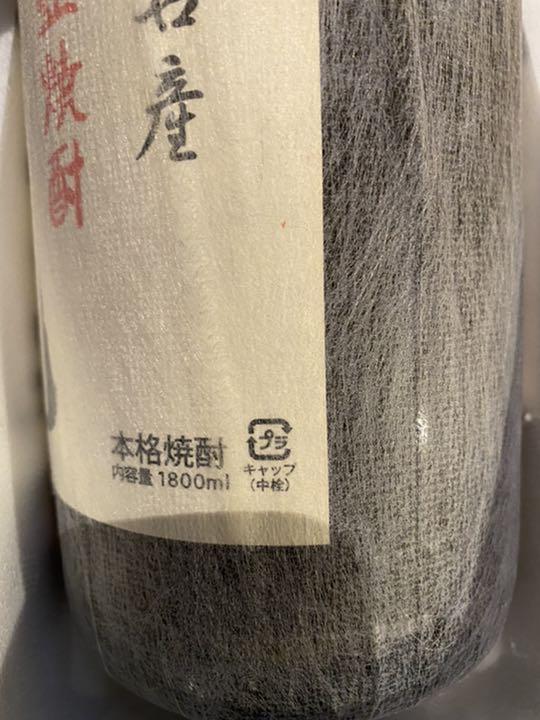 産
焼酎
本格焼酎
内容量 1800ml
プラ
キャップ
(中栓)